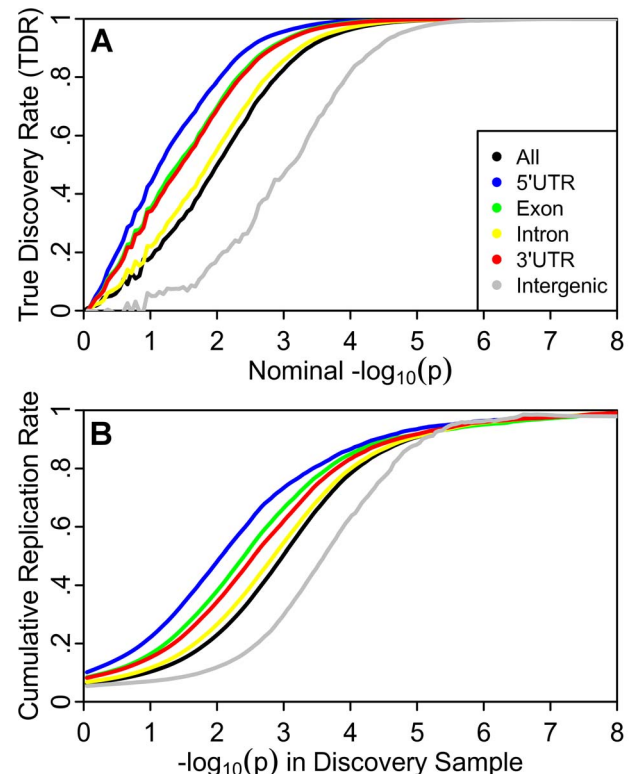 A
True Discovery Rate (TDR)
1
.8
.6
.4
.2
0
0 1 2 3 4 5 6 7 8
Nominal -log10(p)
All
5'UTR
Exon
Intron
3'UTR
Intergenic
B
Cumulative Replication Rate
1
.8
.6
.4
.2
0
0 1 2 3 4 5 6 7 8
-log10(p) in Discovery Sample